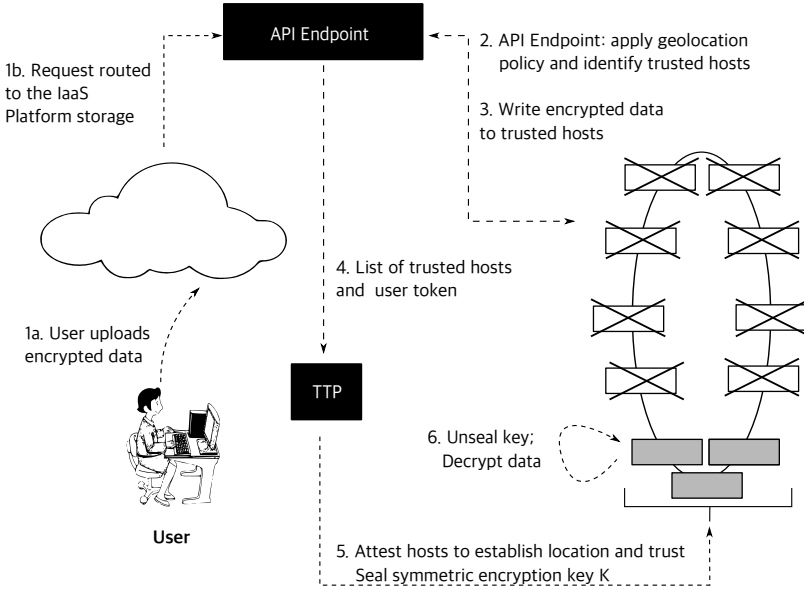 API Endpoint
1b. Request routed
to the IaaS
Platform storage
2. API Endpoint: apply geolocation
policy and identify trusted hosts
3. Write encrypted data
to trusted hosts
4. List of trusted hosts
and user token
1a. User uploads
encrypted data
TTP
6. Unseal key;
Decrypt data
User
5. Attest hosts to establish location and trust
Seal symmetric encryption key K